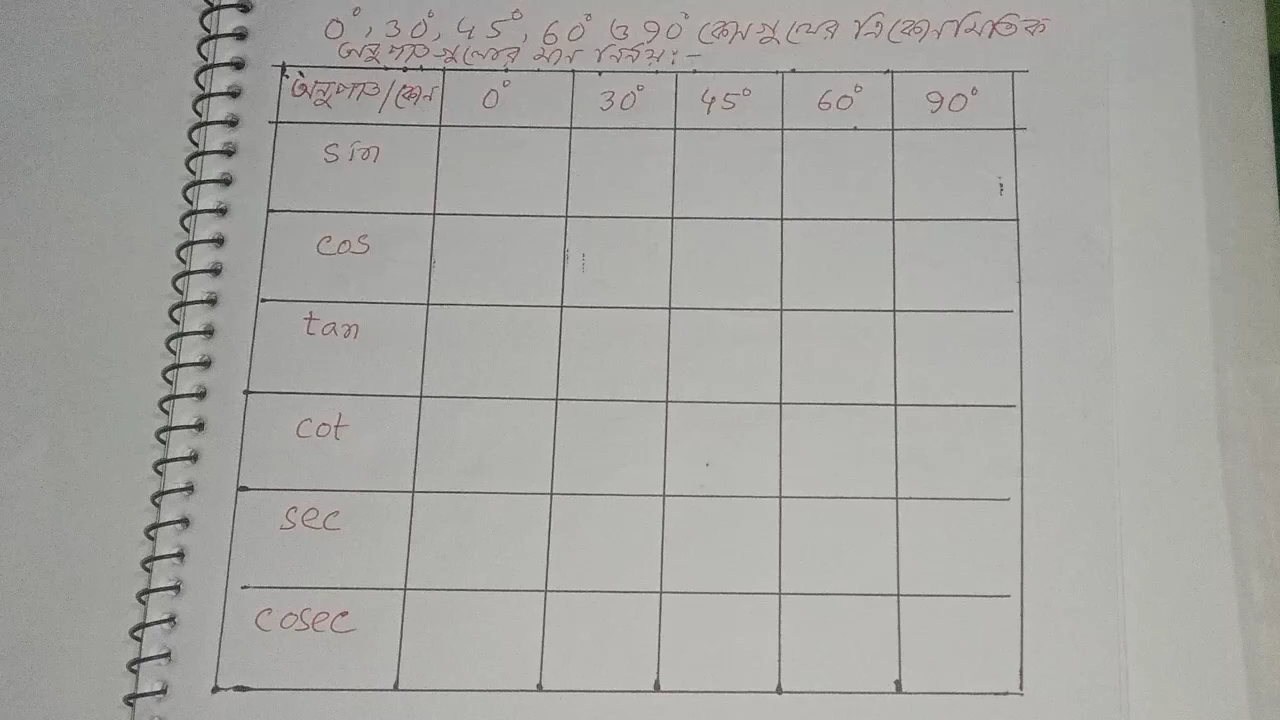 0°, 30°, 45°, 60° ও 90° কোণগুলোর ত্রিকোণমিতিক
অনুপাত-গুলোর মান নির্ণয়:-
অনুপাত/কোণ 0° 30° 45° 60° 90°
sin
cos
tan
cot
sec
cosec